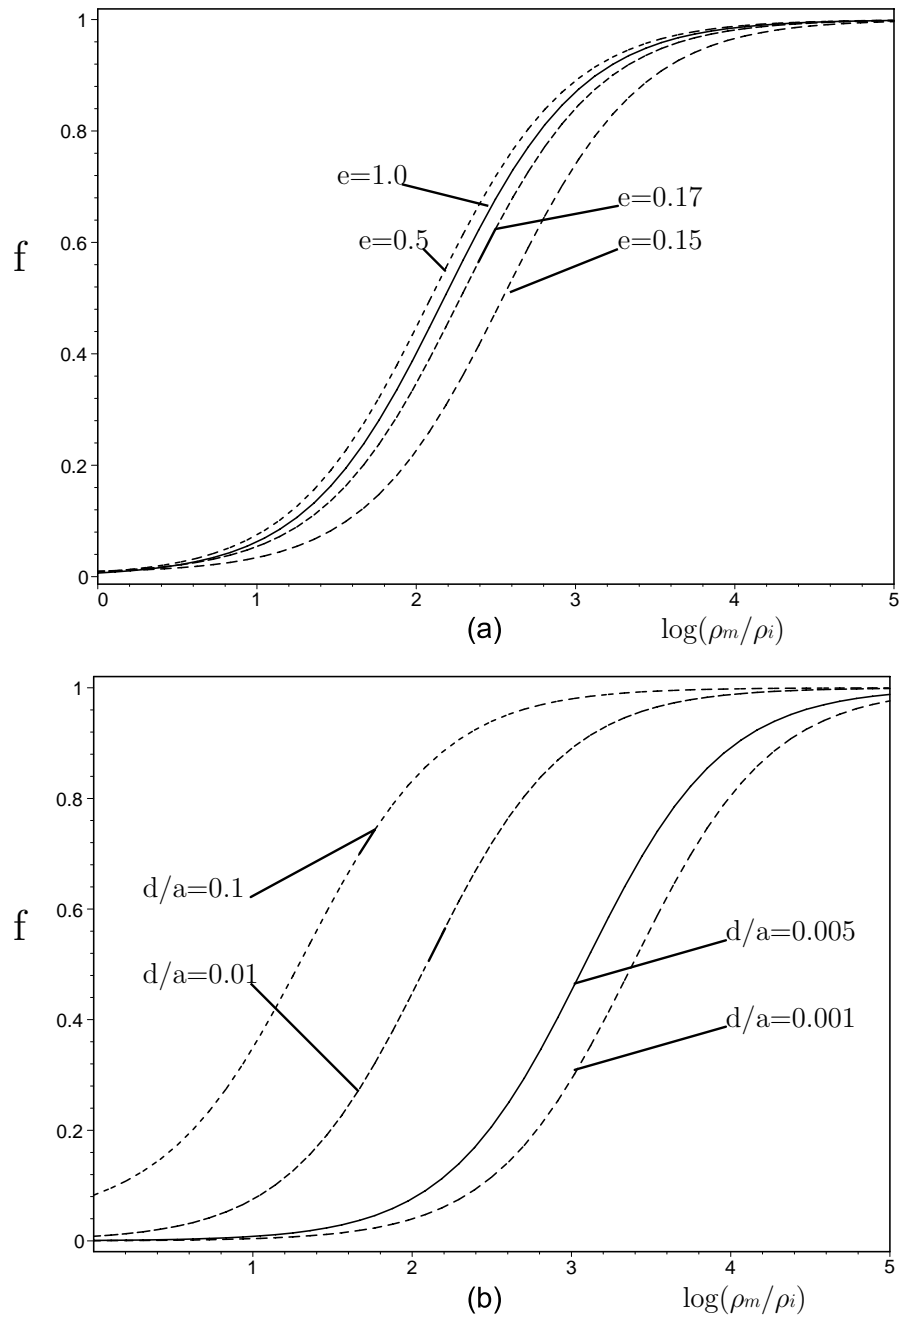 1
0.8
e=1.0
e=0.17
f
0.6
e=0.5
e=0.15
0.4
0.2
0
0 1 2 3 4 5
(a) log(ρm/ρi)
1
0.8
d/a=0.1
0.6
f
d/a=0.005
d/a=0.01
0.4
d/a=0.001
0.2
0
1 2 3 4 5
(b) log(ρm/ρi)